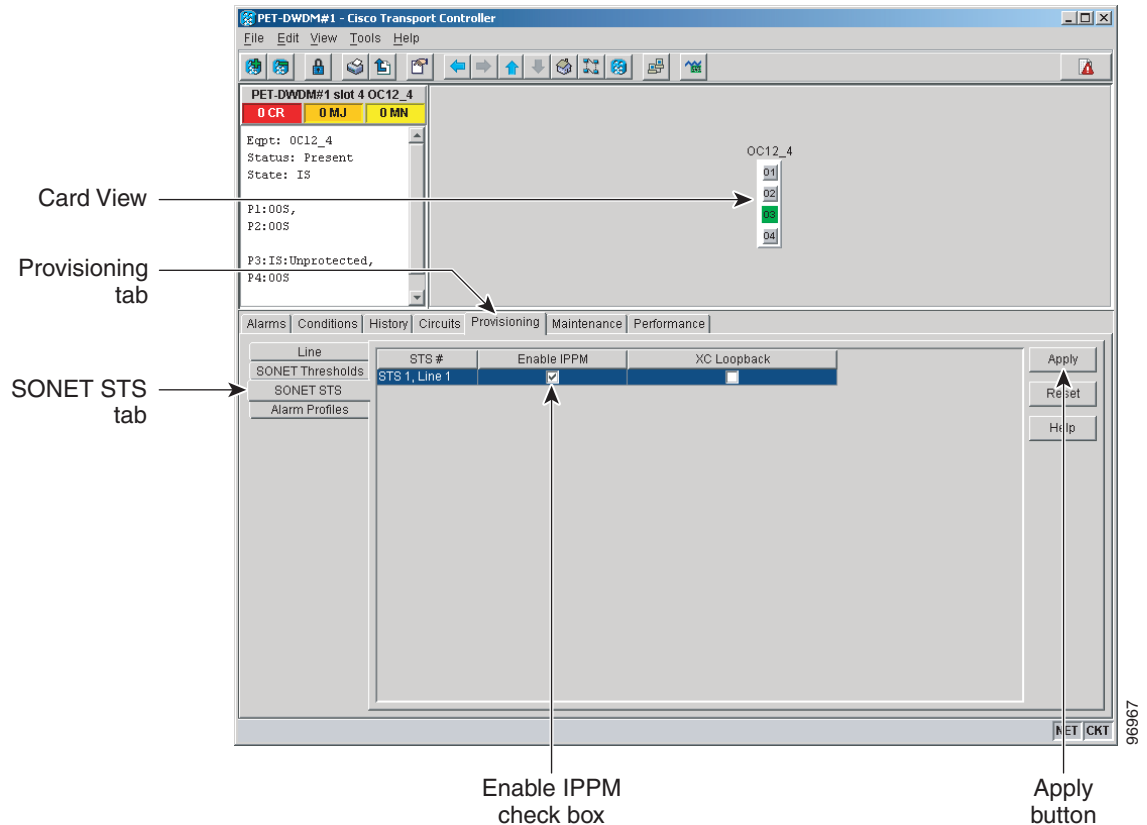 PET-DWDM#1 - Cisco Transport Controller
File Edit View Tools Help
PET-DWDM#1 slot 4 OC12_4
0 CR 0 MJ 0 MN
Eqpt: OC12_4
Status: Present
State: IS
P1:OOS,
P2:OOS
P3:IS:Unprotected,
P4:OOS
OC12_4
01
02
03
04
Card View
Provisioning
tab
SONET STS
tab
Alarms Conditions History Circuits Provisioning Maintenance Performance
Line
SONET Thresholds
SONET STS
Alarm Profiles
STS # Enable IPPM XC Loopback
STS 1, Line 1
Apply
Reset
Help
NET CKT
96967
Enable IPPM
check box
Apply
button